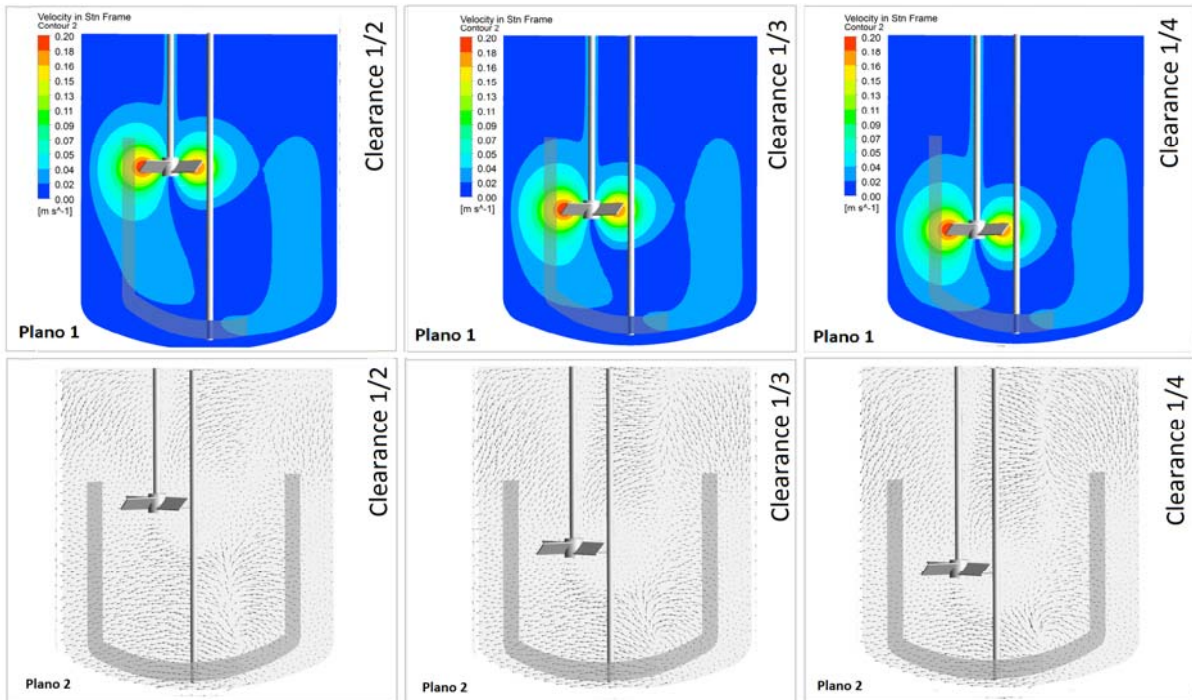 Velocity in Stn Frame
Contour 2
0.20
0.18
0.16
0.15
0.13
0.11
0.09
0.07
0.05
0.04
0.02
0.00
[m s^-1]
Clearance 1/2
Plano 1
Velocity in Stn Frame
Contour 2
0.20
0.18
0.16
0.15
0.13
0.11
0.09
0.07
0.05
0.04
0.02
0.00
[m s^-1]
Clearance 1/3
Plano 1
Velocity in Stn Frame
Contour 2
0.20
0.18
0.16
0.15
0.13
0.11
0.09
0.07
0.05
0.04
0.02
0.00
[m s^-1]
Clearance 1/4
Plano 1
Clearance 1/2
Plano 2
Clearance 1/3
Plano 2
Clearance 1/4
Plano 2